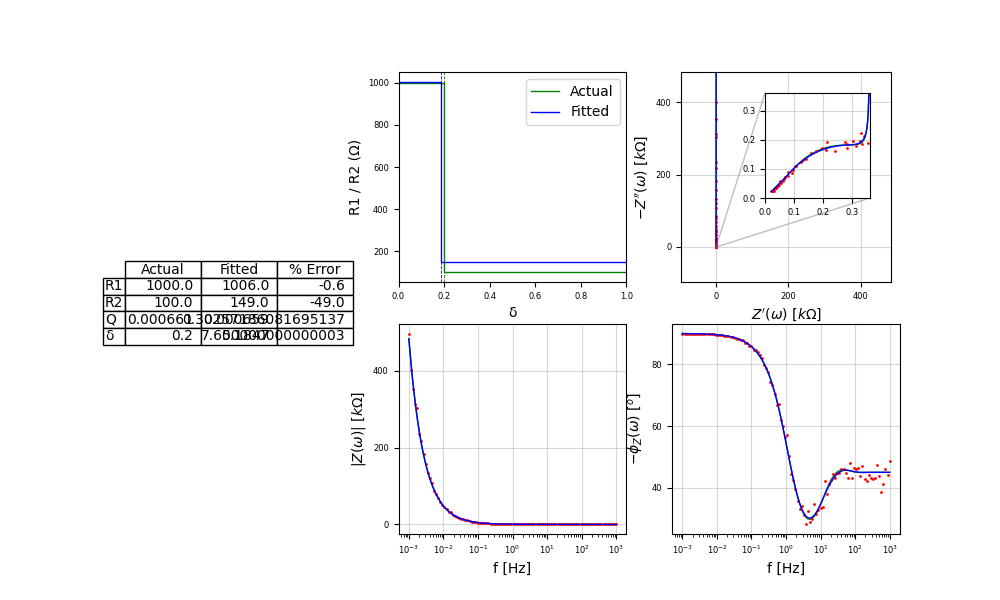 Actual Fitted % Error
R1 1000.0 1006.0 -0.6
R2 100.0 149.0 -49.0
Q
δ 0.2
R1 / R2 (Ω)
1000
800
600
400
200
0.0 0.2 0.4 0.6 0.8 1.0
δ
Actual
Fitted
−Z′′(ω) [kΩ]
400
200
0
0 200 400
Z′(ω) [kΩ]
0.3
0.2
0.1
0.0
0.0 0.1 0.2 0.3
|Z(ω)| [kΩ]
400
200
0
10⁻³ 10⁻² 10⁻¹ 10⁰ 10¹ 10² 10³
f [Hz]
−ϕ_Z(ω) [°]
80
60
40
10⁻³ 10⁻² 10⁻¹ 10⁰ 10¹ 10² 10³
f [Hz]